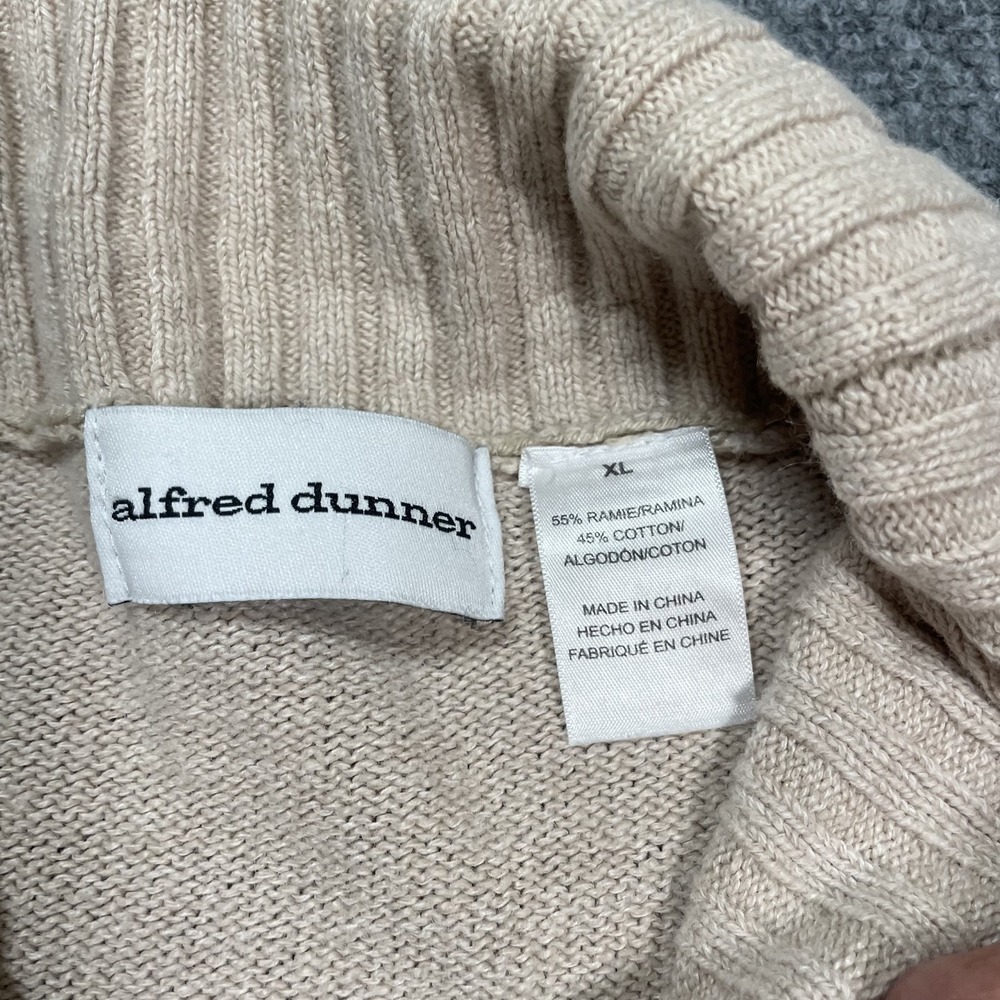 alfred dunner
XL
55% RAMIE/RAMINA
45% COTTON/
ALGODÓN/COTON
MADE IN CHINA
HECHO EN CHINA
FABRIQUÉ EN CHINE